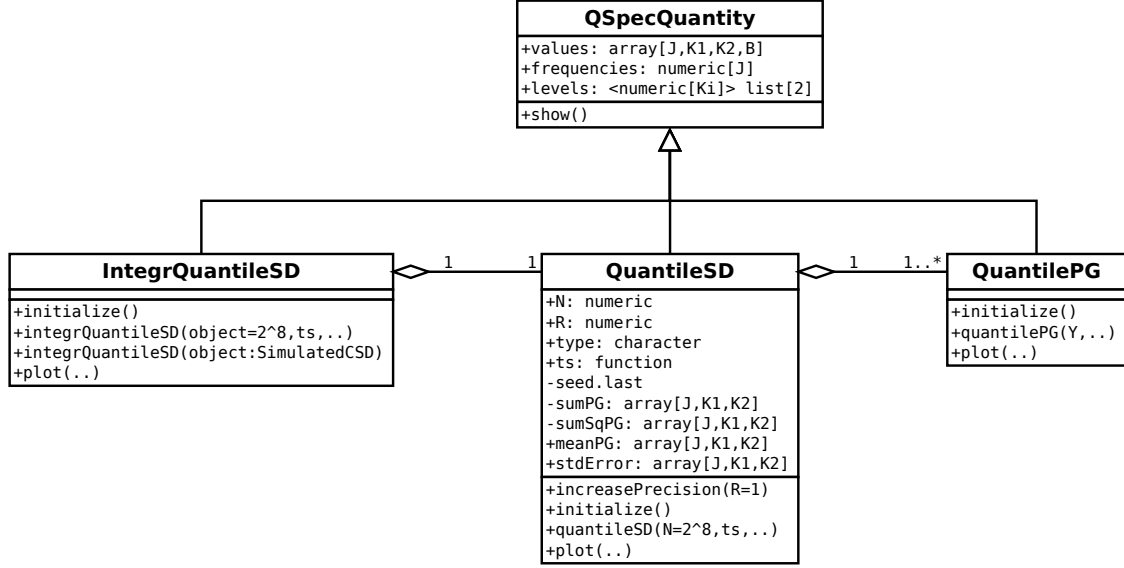 QSpecQuantity
+values: array[J,K1,K2,B]
+frequencies: numeric[J]
+levels: <numeric[Ki]> list[2]
+show()
IntegrQuantileSD
+initialize()
+integrQuantileSD(object=2^8,ts,..)
+integrQuantileSD(object:SimulatedCSD)
+plot(..)
1
1
QuantileSD
+N: numeric
+R: numeric
+type: character
+ts: function
-seed.last
-sumPG: array[J,K1,K2]
-sumSqPG: array[J,K1,K2]
+meanPG: array[J,K1,K2]
+stdError: array[J,K1,K2]
+increasePrecision(R=1)
+initialize()
+quantileSD(N=2^8,ts,..)
+plot(..)
1
1..*
QuantilePG
+initialize()
+quantilePG(Y,..)
+plot(..)